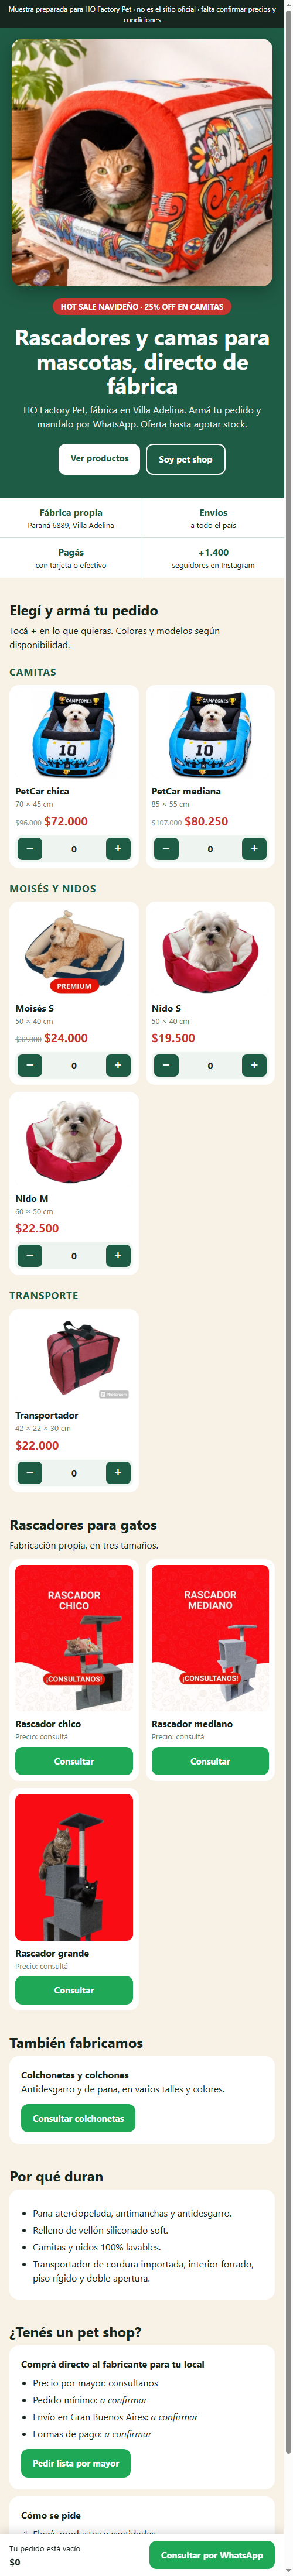 Muestra preparada para HO Factory Pet · no es el sitio oficial · falta confirmar precios y
condiciones
HOT SALE NAVIDEÑO · 25% OFF EN CAMITAS
Rascadores y camas para
mascotas, directo de
fábrica
HO Factory Pet, fábrica en Villa Adelina. Armá tu pedido y
mandalo por WhatsApp. Oferta hasta agotar stock.
Ver productos
Soy pet shop
Fábrica propia
Paraná 6889, Villa Adelina
Envíos
a todo el país
Pagás
con tarjeta o efectivo
+1.400
seguidores en Instagram
Elegí y armá tu pedido
Tocá + en lo que quieras. Colores y modelos según
disponibilidad.
CAMITAS
CAMPEONES
10
PetCar chica
70 × 45 cm
$96.000 $72.000
− 0 +
CAMPEONES
10
PetCar mediana
85 × 55 cm
$107.000 $80.250
− 0 +
MOISÉS Y NIDOS
PREMIUM
Moisés S
50 × 40 cm
$32.000 $24.000
− 0 +
Nido S
50 × 40 cm
$19.500
− 0 +
Nido M
60 × 50 cm
$22.500
− 0 +
TRANSPORTE
Transportador
42 × 22 × 30 cm
$22.000
− 0 +
Rascadores para gatos
Fabricación propia, en tres tamaños.
RASCADOR
CHICO
¡CONSULTANOS!
Rascador chico
Precio: consultá
Consultar
RASCADOR
MEDIANO
¡CONSULTANOS!
Rascador mediano
Precio: consultá
Consultar
Rascador grande
Precio: consultá
Consultar
También fabricamos
Colchonetas y colchones
Antidesgarro y de pana, en varios talles y colores.
Consultar colchonetas
Por qué duran
• Pana aterciopelada, antimanchas y antidesgarro.
• Relleno de vellón siliconado soft.
• Camitas y nidos 100% lavables.
• Transportador de cordura importada, interior forrado,
piso rígido y doble apertura.
¿Tenés un pet shop?
Comprá directo al fabricante para tu local
• Precio por mayor: consultanos
• Pedido mínimo: a confirmar
• Envío en Gran Buenos Aires: a confirmar
• Formas de pago: a confirmar
Pedir lista por mayor
Cómo se pide
Tu pedido está vacío
$0
Consultar por WhatsApp